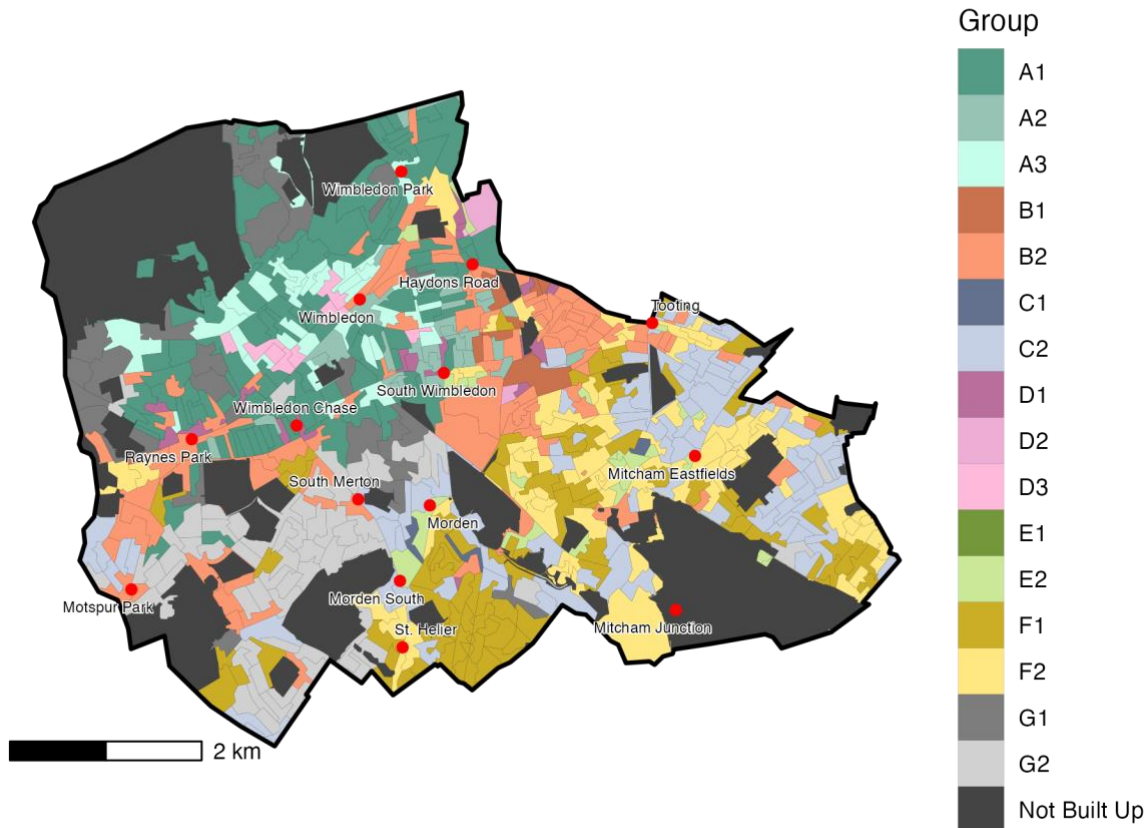 Group
A1
A2
A3
B1
B2
C1
C2
D1
D2
D3
E1
E2
F1
F2
G1
G2
Not Built Up
Wimbledon Park
Haydons Road
Tooting
Wimbledon
South Wimbledon
Wimbledon Chase
Raynes Park
Mitcham Eastfields
South Merton
Morden
Motspur Park
Morden South
St. Helier
Mitcham Junction
2 km